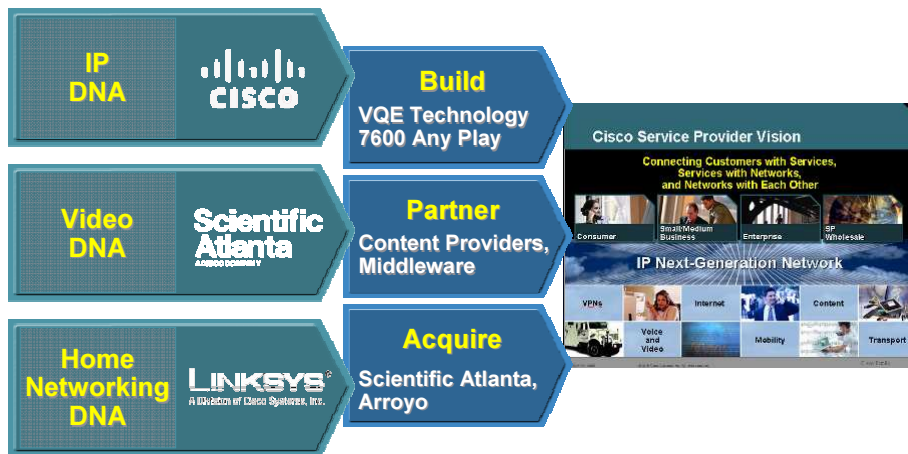 IP
DNA
CISCO
Video
DNA
Scientific
Atlanta
A CISCO COMPANY
Home
Networking
DNA
LINKSYS®
A Division of Cisco Systems, Inc.
Build
VQE Technology
7600 Any Play
Partner
Content Providers,
Middleware
Acquire
Scientific Atlanta,
Arroyo
Cisco Service Provider Vision
Connecting Customers with Services,
Services with Networks,
and Networks with Each Other
Consumer
Small/Medium
Business
Enterprise
SP
Wholesale
IP Next-Generation Network
VPNs
Internet
Content
Voice
and
Video
Mobility
Transport